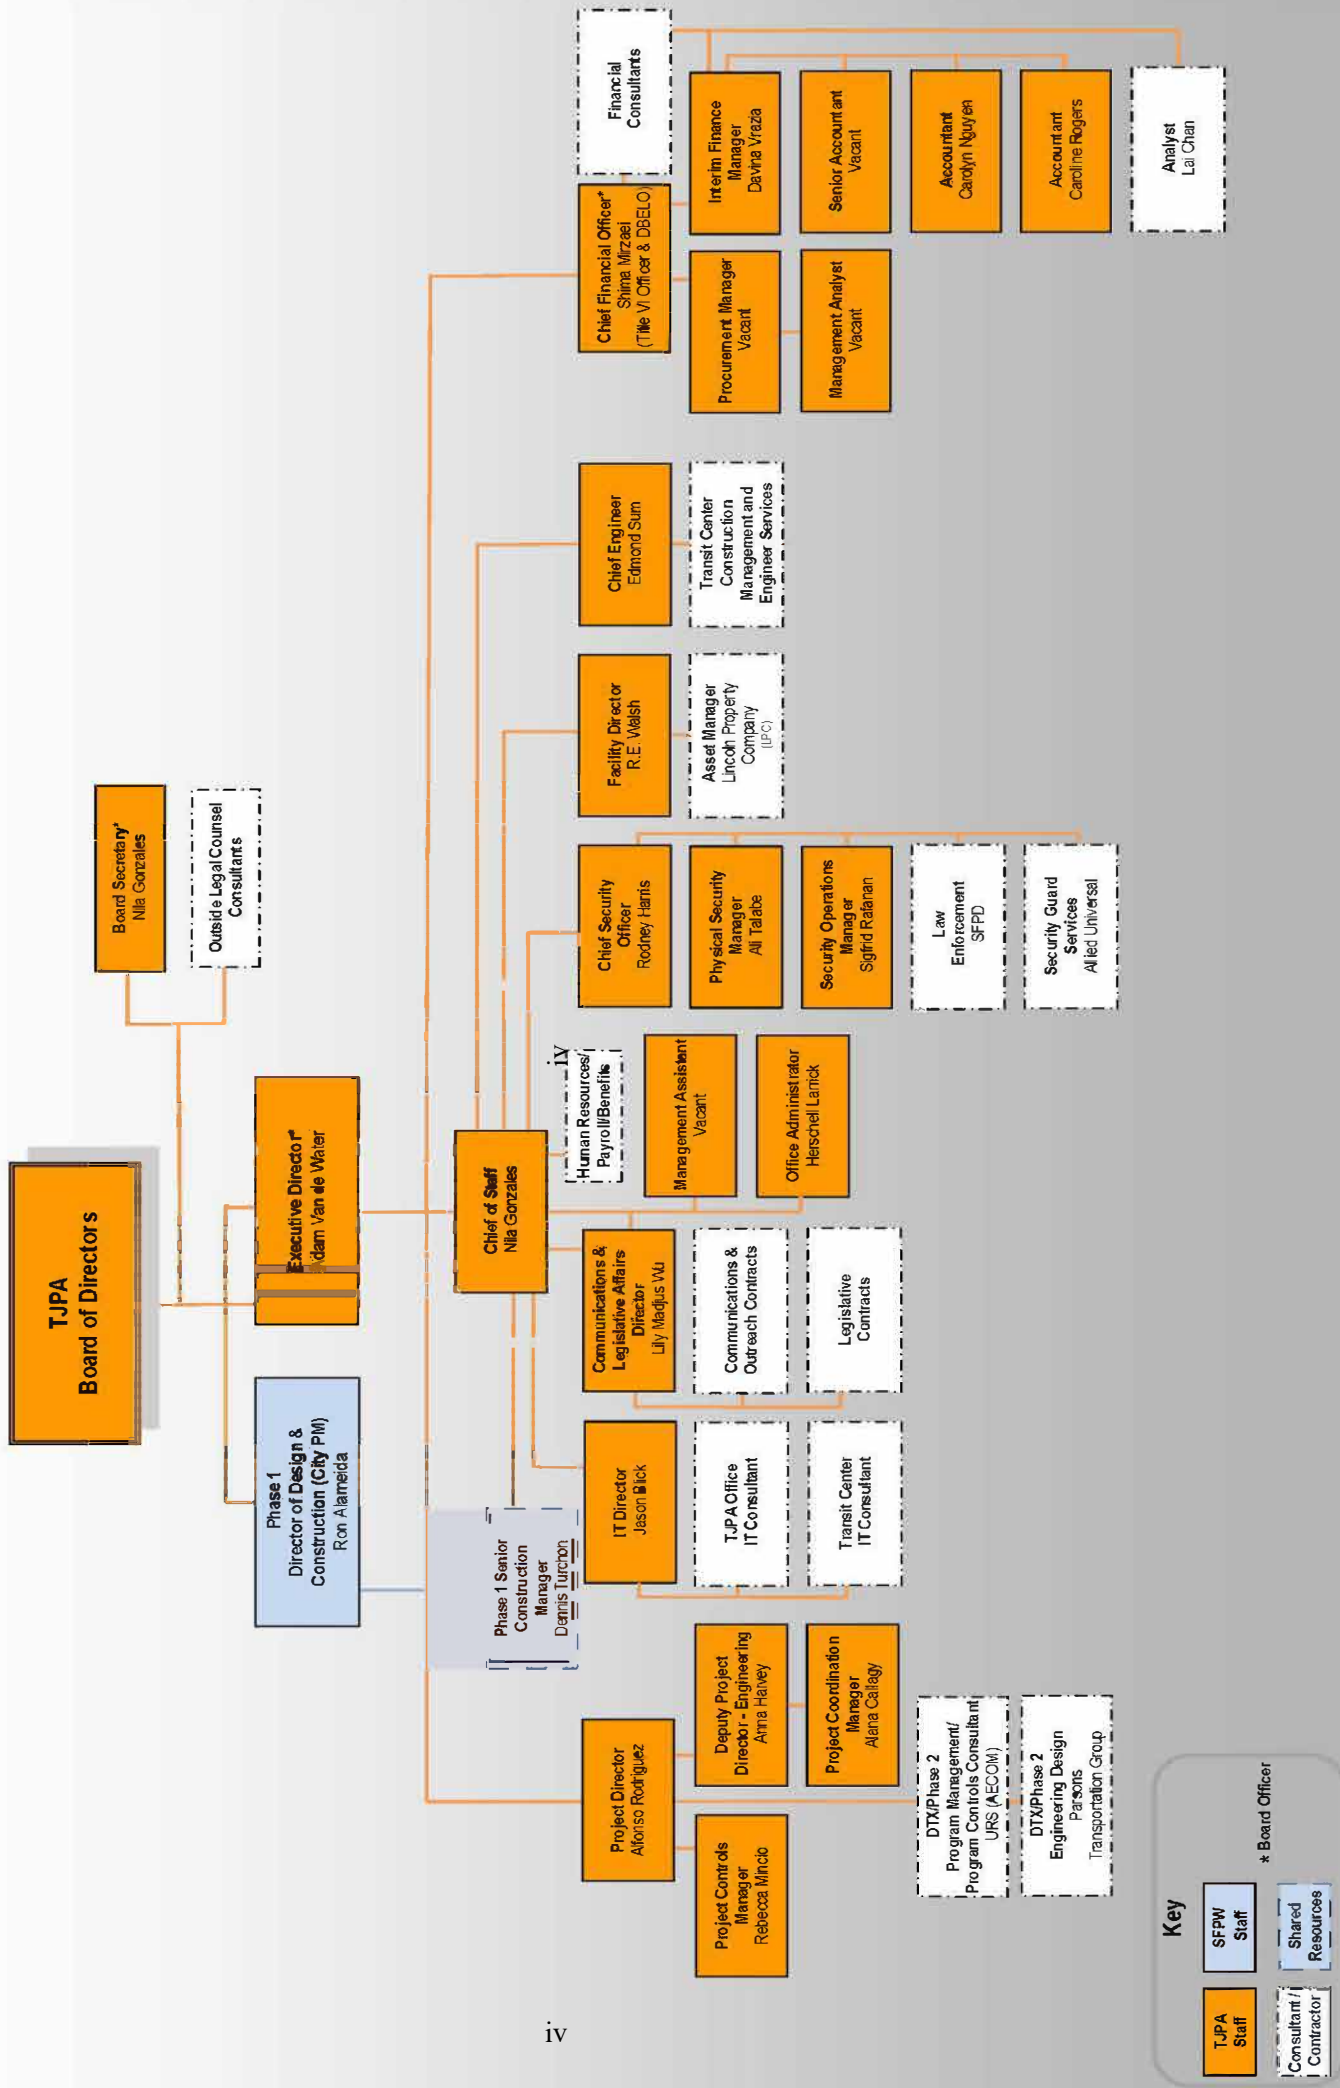 TJPA
Board of Directors
Board Secretary*
Nila Gonzales
Outside Legal Counsel
Consultants
Phase 1
Director of Design &
Construction (City PM)
Ron Alameida
Executive Director*
Adam Van de Water
Chief of Staff
Nila Gonzales
Phase 1 Senior
Construction
Manager
Dennis Turchon
Human Resources/
Payroll/Benefits
Management Assistant
Vacant
Office Administrator
Herschell Larrick
Project Director
Alfonso Rodriguez
Project Controls
Manager
Rebecca Mincio
Deputy Project
Director - Engineering
Anna Harvey
Project Coordination
Manager
Alana Callagy
DTX/Phase 2
Program Management/
Program Controls Consultant
URS (AECOM)
DTX/Phase 2
Engineering Design
Parsons
Transportation Group
IT Director
Jason Blick
TJPA Office
IT Consultant
Transit Center
IT Consultant
Communications &
Legislative Affairs
Director
Lily Madjus Wu
Communications &
Outreach Contracts
Legislative
Contracts
Chief Security
Officer
Rodney Harris
Physical Security
Manager
Ali Talabe
Security Operations
Manager
Sigfrid Rafanan
Law
Enforcement
SFPD
Security Guard
Services
Allied Universal
Facility Director
R.E. Walsh
Asset Manager
Lincoln Property
Company
(LPC)
Chief Engineer
Edmond Sum
Transit Center
Construction
Management and
Engineer Services
Chief Financial Officer*
Shima Mirzaei
(Title VI Officer & DBELO)
Financial
Consultants
Procurement Manager
Vacant
Management Analyst
Vacant
Interim Finance
Manager
Davina Vrazia
Senior Accountant
Vacant
Accountant
Carolyn Nguyen
Accountant
Caroline Rogers
Analyst
Lai Chan
Key
TJPA
Staff
SFPW
Staff
Consultant /
Contractor
Shared
Resources
* Board Officer
iv
iv